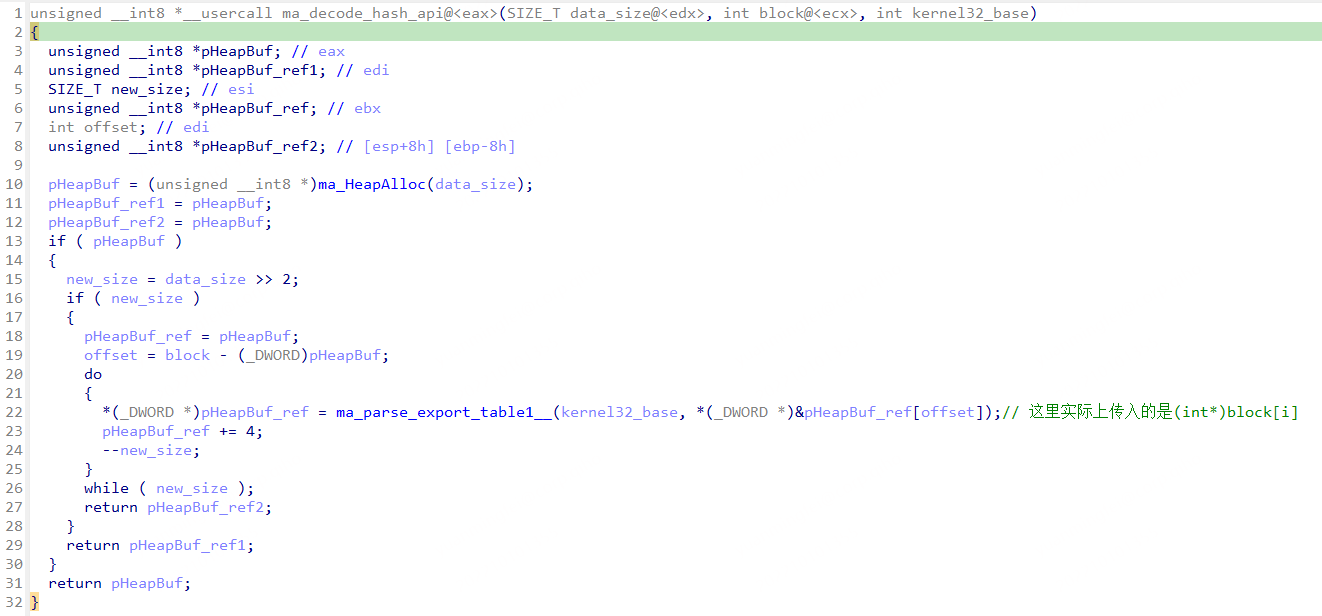 1 unsigned __int8 *__usercall ma_decode_hash_api@<eax>(SIZE_T data_size@<edx>, int block@<ecx>, int kernel32_base)
2 {
3   unsigned __int8 *pHeapBuf; // eax
4   unsigned __int8 *pHeapBuf_ref1; // edi
5   SIZE_T new_size; // esi
6   unsigned __int8 *pHeapBuf_ref; // ebx
7   int offset; // edi
8   unsigned __int8 *pHeapBuf_ref2; // [esp+8h] [ebp-8h]
9
10   pHeapBuf = (unsigned __int8 *)ma_HeapAlloc(data_size);
11   pHeapBuf_ref1 = pHeapBuf;
12   pHeapBuf_ref2 = pHeapBuf;
13   if ( pHeapBuf )
14   {
15     new_size = data_size >> 2;
16     if ( new_size )
17     {
18       pHeapBuf_ref = pHeapBuf;
19       offset = block - (_DWORD)pHeapBuf;
20       do
21       {
22         *(_DWORD *)pHeapBuf_ref = ma_parse_export_table1__(kernel32_base, *(_DWORD *)&pHeapBuf_ref[offset]);// 这里实际上传入的是(int*)block[i]
23         pHeapBuf_ref += 4;
24         --new_size;
25       }
26       while ( new_size );
27       return pHeapBuf_ref2;
28     }
29     return pHeapBuf_ref1;
30   }
31   return pHeapBuf;
32 }